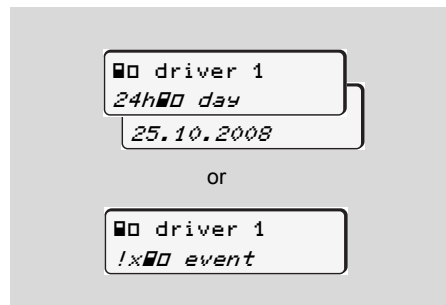 ▮▯ driver 1
24h▮▯ day
25.10.2008
or
▮▯ driver 1
!x▮▯ event